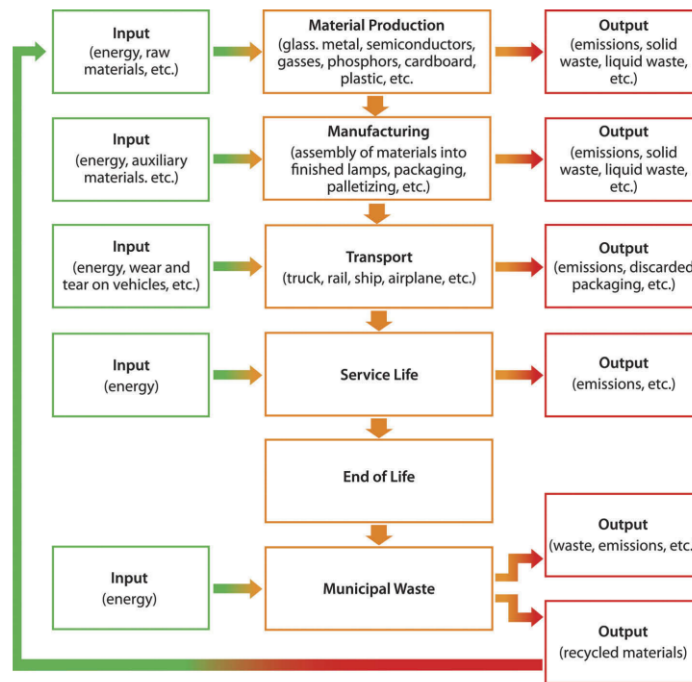 Input
(energy, raw
materials, etc.)
Material Production
(glass. metal, semiconductors,
gasses, phosphors, cardboard,
plastic, etc.
Output
(emissions, solid
waste, liquid waste,
etc.)
Input
(energy, auxiliary
materials. etc.)
Manufacturing
(assembly of materials into
finished lamps, packaging,
palletizing, etc.)
Output
(emissions, solid
waste, liquid waste,
etc.)
Input
(energy, wear and
tear on vehicles, etc.)
Transport
(truck, rail, ship, airplane, etc.)
Output
(emissions, discarded
packaging, etc.)
Input
(energy)
Service Life
Output
(emissions, etc.)
End of Life
Input
(energy)
Municipal Waste
Output
(waste, emissions, etc.
Output
(recycled materials)